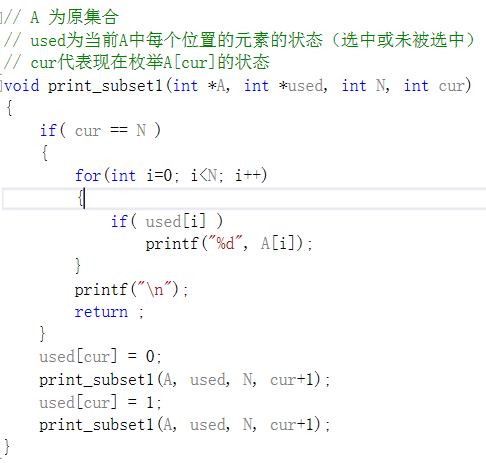 // A 为原集合
// used为当前A中每个位置的元素的状态（选中或未被选中）
// cur代表现在枚举A[cur]的状态
void print_subset1(int *A, int *used, int N, int cur)
{
    if( cur == N )
    {
        for(int i=0; i<N; i++)
        {
            if( used[i] )
                printf("%d", A[i]);
        }
        printf("\n");
        return ;
    }
    used[cur] = 0;
    print_subset1(A, used, N, cur+1);
    used[cur] = 1;
    print_subset1(A, used, N, cur+1);
}